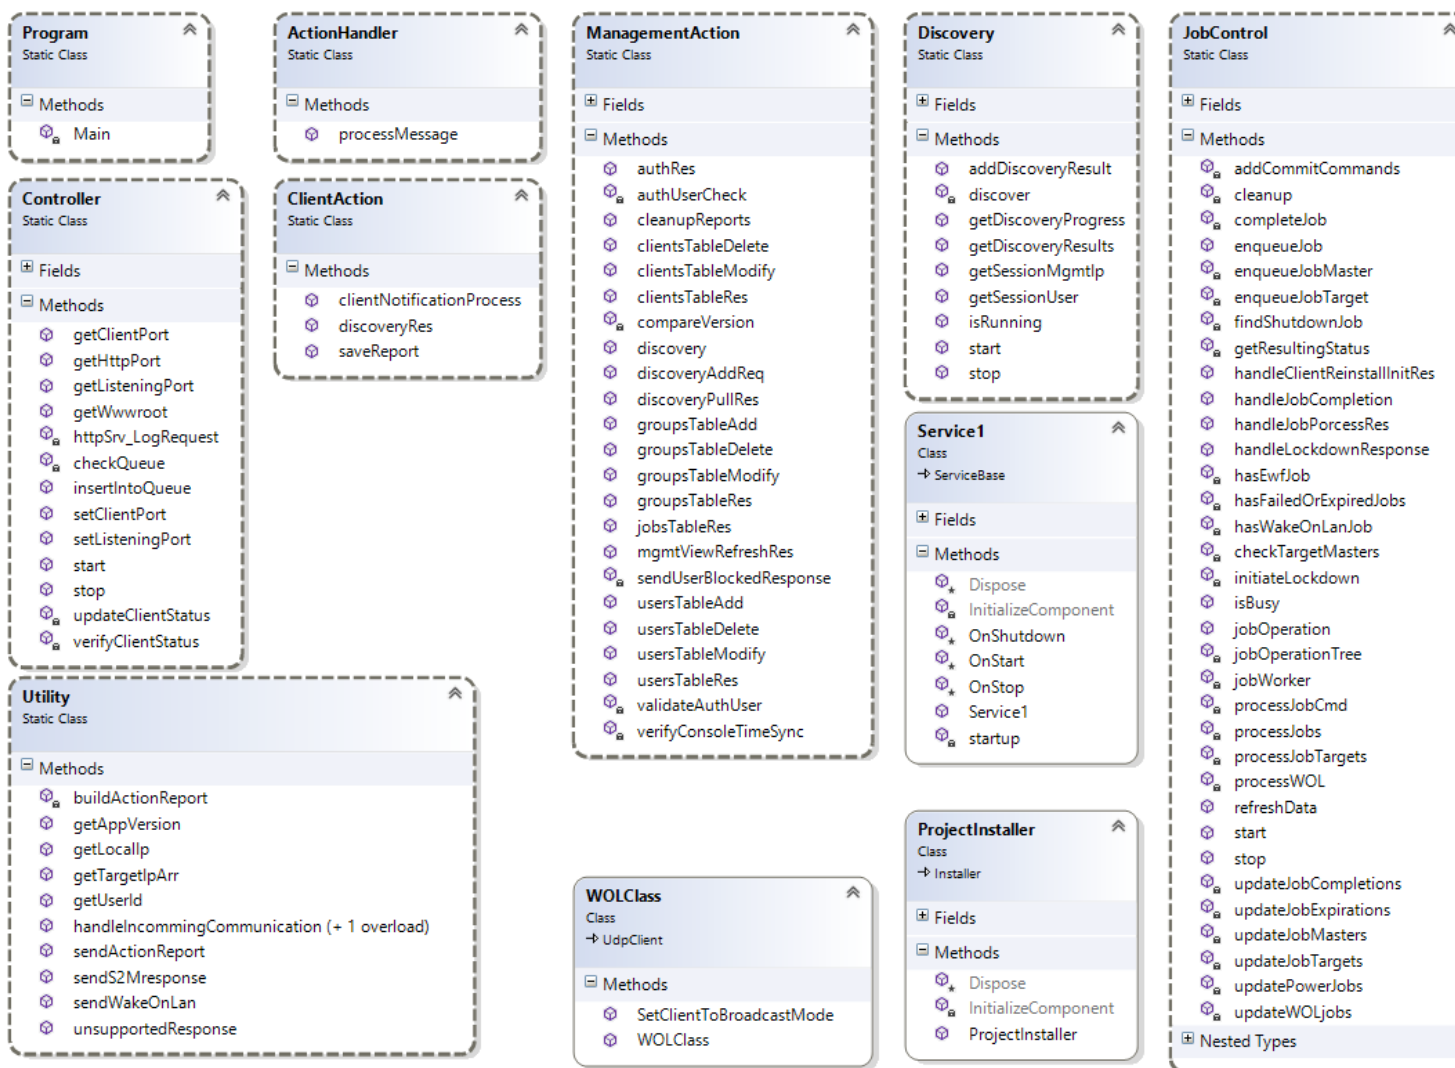 Program
Static Class
Methods
Main
Controller
Static Class
Fields
Methods
getClientPort
getHttpPort
getListeningPort
getWwwroot
httpSrv_LogRequest
checkQueue
insertIntoQueue
setClientPort
setListeningPort
start
stop
updateClientStatus
verifyClientStatus
Utility
Static Class
Methods
buildActionReport
getAppVersion
getLocalIp
getTargetIpArr
getUserId
handleIncommingCommunication (+ 1 overload)
sendActionReport
sendS2Mresponse
sendWakeOnLan
unsupportedResponse
ActionHandler
Static Class
Methods
processMessage
ClientAction
Static Class
Methods
clientNotificationProcess
discoveryRes
saveReport
ManagementAction
Static Class
Fields
Methods
authRes
authUserCheck
cleanupReports
clientsTableDelete
clientsTableModify
clientsTableRes
compareVersion
discovery
discoveryAddReq
discoveryPullRes
groupsTableAdd
groupsTableDelete
groupsTableModify
groupsTableRes
jobsTableRes
mgmtViewRefreshRes
sendUserBlockedResponse
usersTableAdd
usersTableDelete
usersTableModify
usersTableRes
validateAuthUser
verifyConsoleTimeSync
WOLClass
Class
UdpClient
Methods
SetClientToBroadcastMode
WOLClass
Discovery
Static Class
Fields
Methods
addDiscoveryResult
discover
getDiscoveryProgress
getDiscoveryResults
getSessionMgmtIp
getSessionUser
isRunning
start
stop
Service1
Class
ServiceBase
Fields
Methods
Dispose
InitializeComponent
OnShutdown
OnStart
OnStop
Service1
startup
ProjectInstaller
Class
Installer
Fields
Methods
Dispose
InitializeComponent
ProjectInstaller
JobControl
Static Class
Fields
Methods
addCommitCommands
cleanup
completeJob
enqueueJob
enqueueJobMaster
enqueueJobTarget
findShutdownJob
getResultingStatus
handleClientReinstallInitRes
handleJobCompletion
handleJobPorcessRes
handleLockdownResponse
hasEwfJob
hasFailedOrExpiredJobs
hasWakeOnLanJob
checkTargetMasters
initiateLockdown
isBusy
jobOperation
jobOperationTree
jobWorker
processJobCmd
processJobs
processJobTargets
processWOL
refreshData
start
stop
updateJobCompletions
updateJobExpirations
updateJobMasters
updateJobTargets
updatePowerJobs
updateWOLjobs
Nested Types